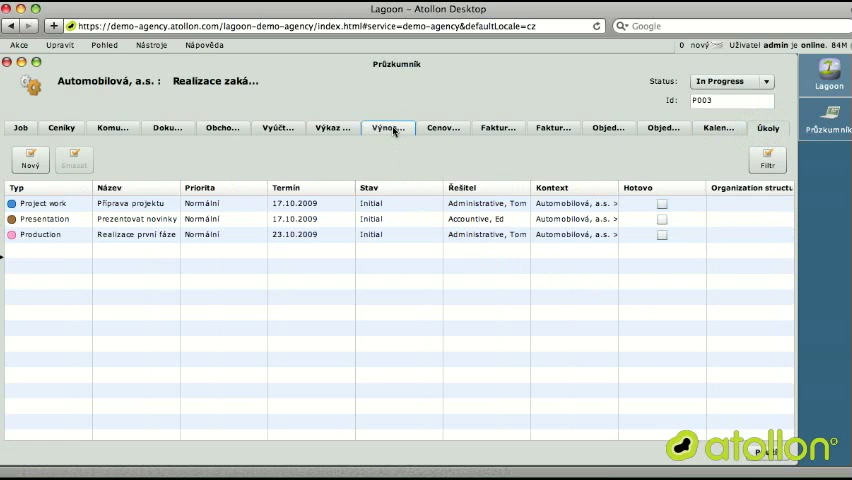 Lagoon – Atollon Desktop
https://demo-agency.atollon.com/lagoon-demo-agency/index.html#service=demo-agency&defaultLocale=cz
Google
Akce Upravit Pohled Nástroje Nápověda
0 nový Uživatel admin je online. 84M
Průzkumník
Automobilová, a.s. : Realizace zaká...
Status: In Progress
Id: P003
Lagoon
Průzkumník
Job Ceníky Komu... Doku... Obcho... Vyúčt... Výkaz ... Výnos... Cenov... Faktur... Faktur... Objed... Objed... Kalen... Úkoly
Nový Smazat Filtr
Typ Název Priorita Termín Stav Řešitel Kontext Hotovo Organization structu
Project work Příprava projektu Normální 17.10.2009 Initial Administrative, Tom Automobilová, a.s. >
Presentation Prezentovat novinky Normální 17.10.2009 Initial Accountive, Ed Automobilová, a.s. >
Production Realizace první fáze Normální 23.10.2009 Initial Administrative, Tom Automobilová, a.s. >
atollon